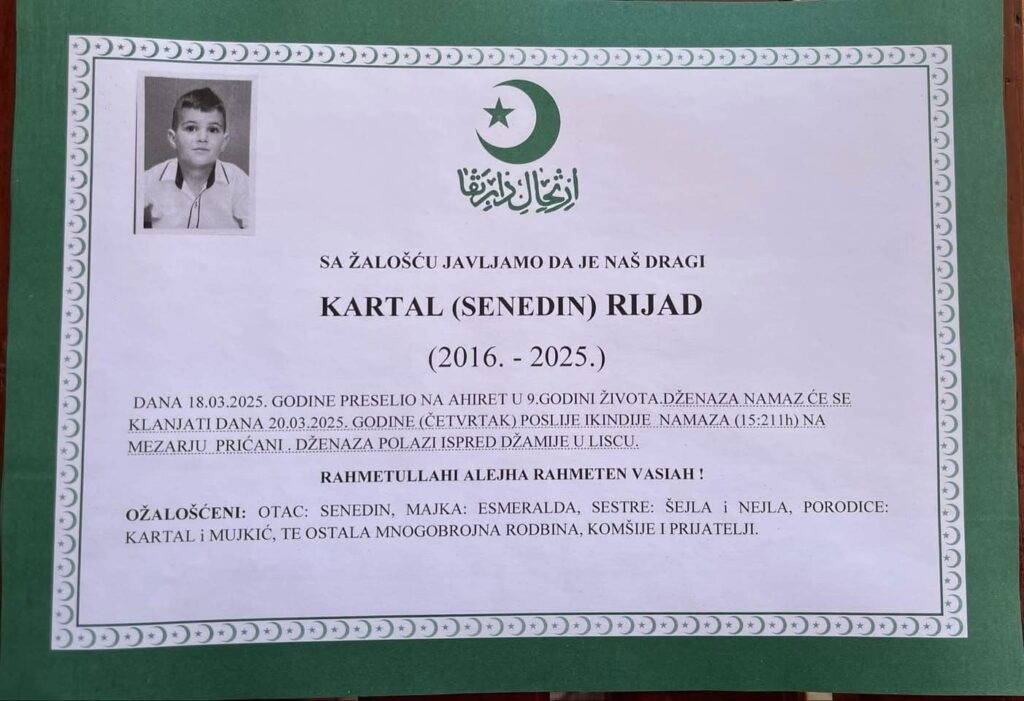 ارتحال دار بقا
SA ŽALOŠĆU JAVLJAMO DA JE NAŠ DRAGI
KARTAL (SENEDIN) RIJAD
(2016. - 2025.)
DANA 18.03.2025. GODINE PRESELIO NA AHIRET U 9.GODINI ŽIVOTA.DŽENAZA NAMAZ ĆE SE
KLANJATI DANA 20.03.2025. GODINE (ČETVRTAK) POSLIJE IKINDIJE NAMAZA (15:211h) NA
MEZARJU PRIĆANI . DŽENAZA POLAZI ISPRED DŽAMIJE U LISCU.
RAHMETULLAHI ALEJHA RAHMETEN VASIAH !
OŽALOŠĆENI: OTAC: SENEDIN, MAJKA: ESMERALDA, SESTRE: ŠEJLA i NEJLA, PORODICE:
KARTAL i MUJKIĆ, TE OSTALA MNOGOBROJNA RODBINA, KOMŠIJE I PRIJATELJI.